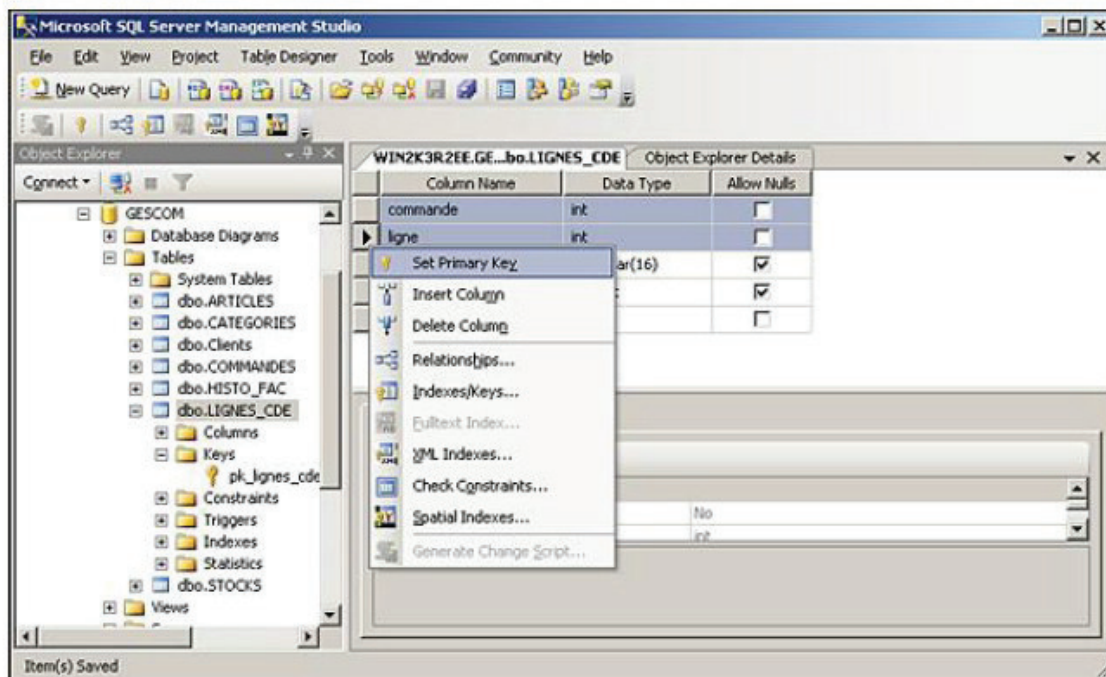 Microsoft SQL Server Management Studio
File Edit View Project Table Designer Tools Window Community Help
New Query
Object Explorer
Connect
GESCOM
Database Diagrams
Tables
System Tables
dbo.ARTICLES
dbo.CATEGORIES
dbo.Clients
dbo.COMMANDES
dbo.HISTO_FAC
dbo.LIGNES_CDE
Columns
Keys
pk_lignes_cde
Constraints
Triggers
Indexes
Statistics
dbo.STOCKS
Views
WIN2K3R2EE.GE...bo.LIGNES_CDE Object Explorer Details
Column Name Data Type Allow Nulls
commande int
ligne int
ar(16)
Set Primary Key
Insert Column
Delete Column
Relationships...
Indexes/Keys...
Fulltext Index...
XML Indexes...
Check Constraints...
Spatial Indexes...
Generate Change Script...
No
int
Item(s) Saved